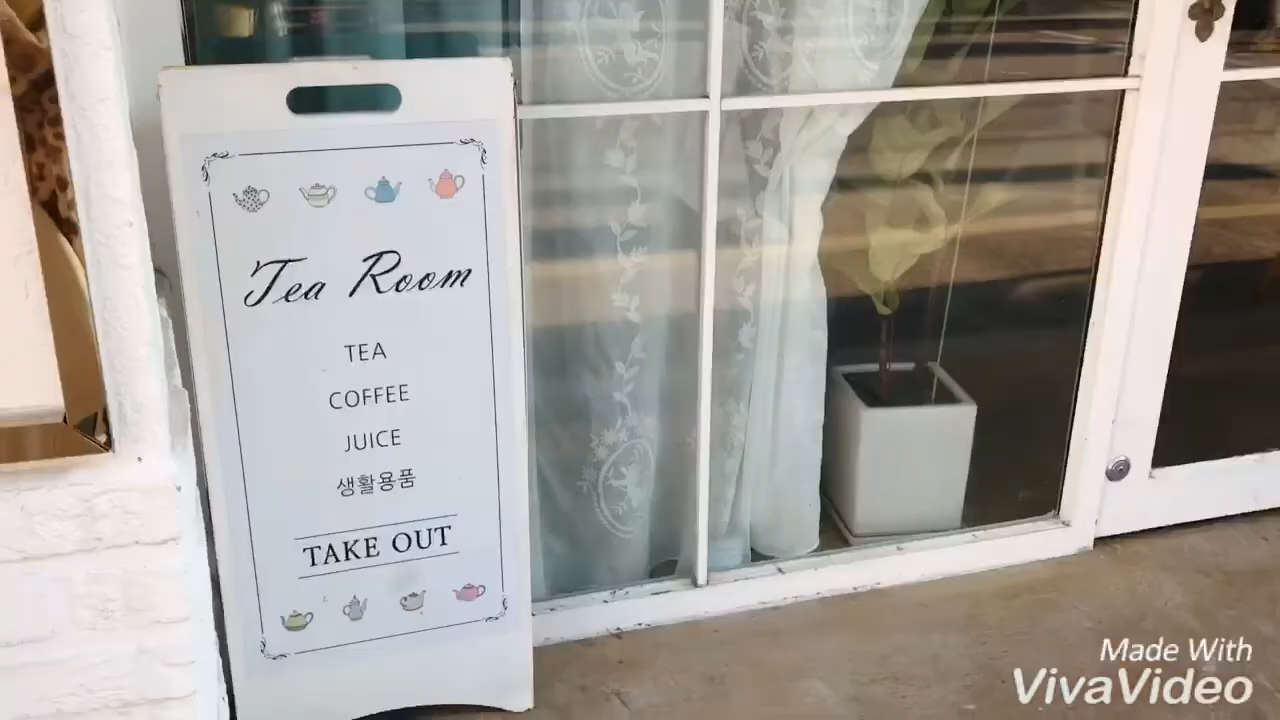 Tea Room
TEA
COFFEE
JUICE
생활용품
TAKE OUT
Made With
VivaVideo